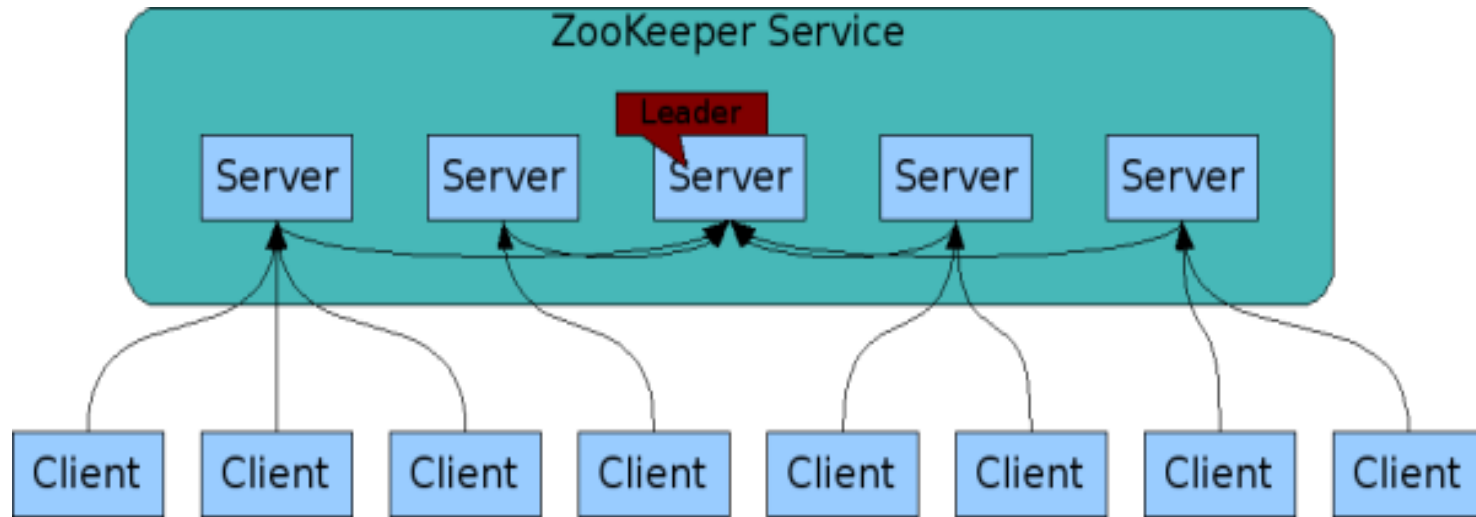 ZooKeeper Service
Leader
Server Server Server Server Server
Client Client Client Client Client Client Client Client